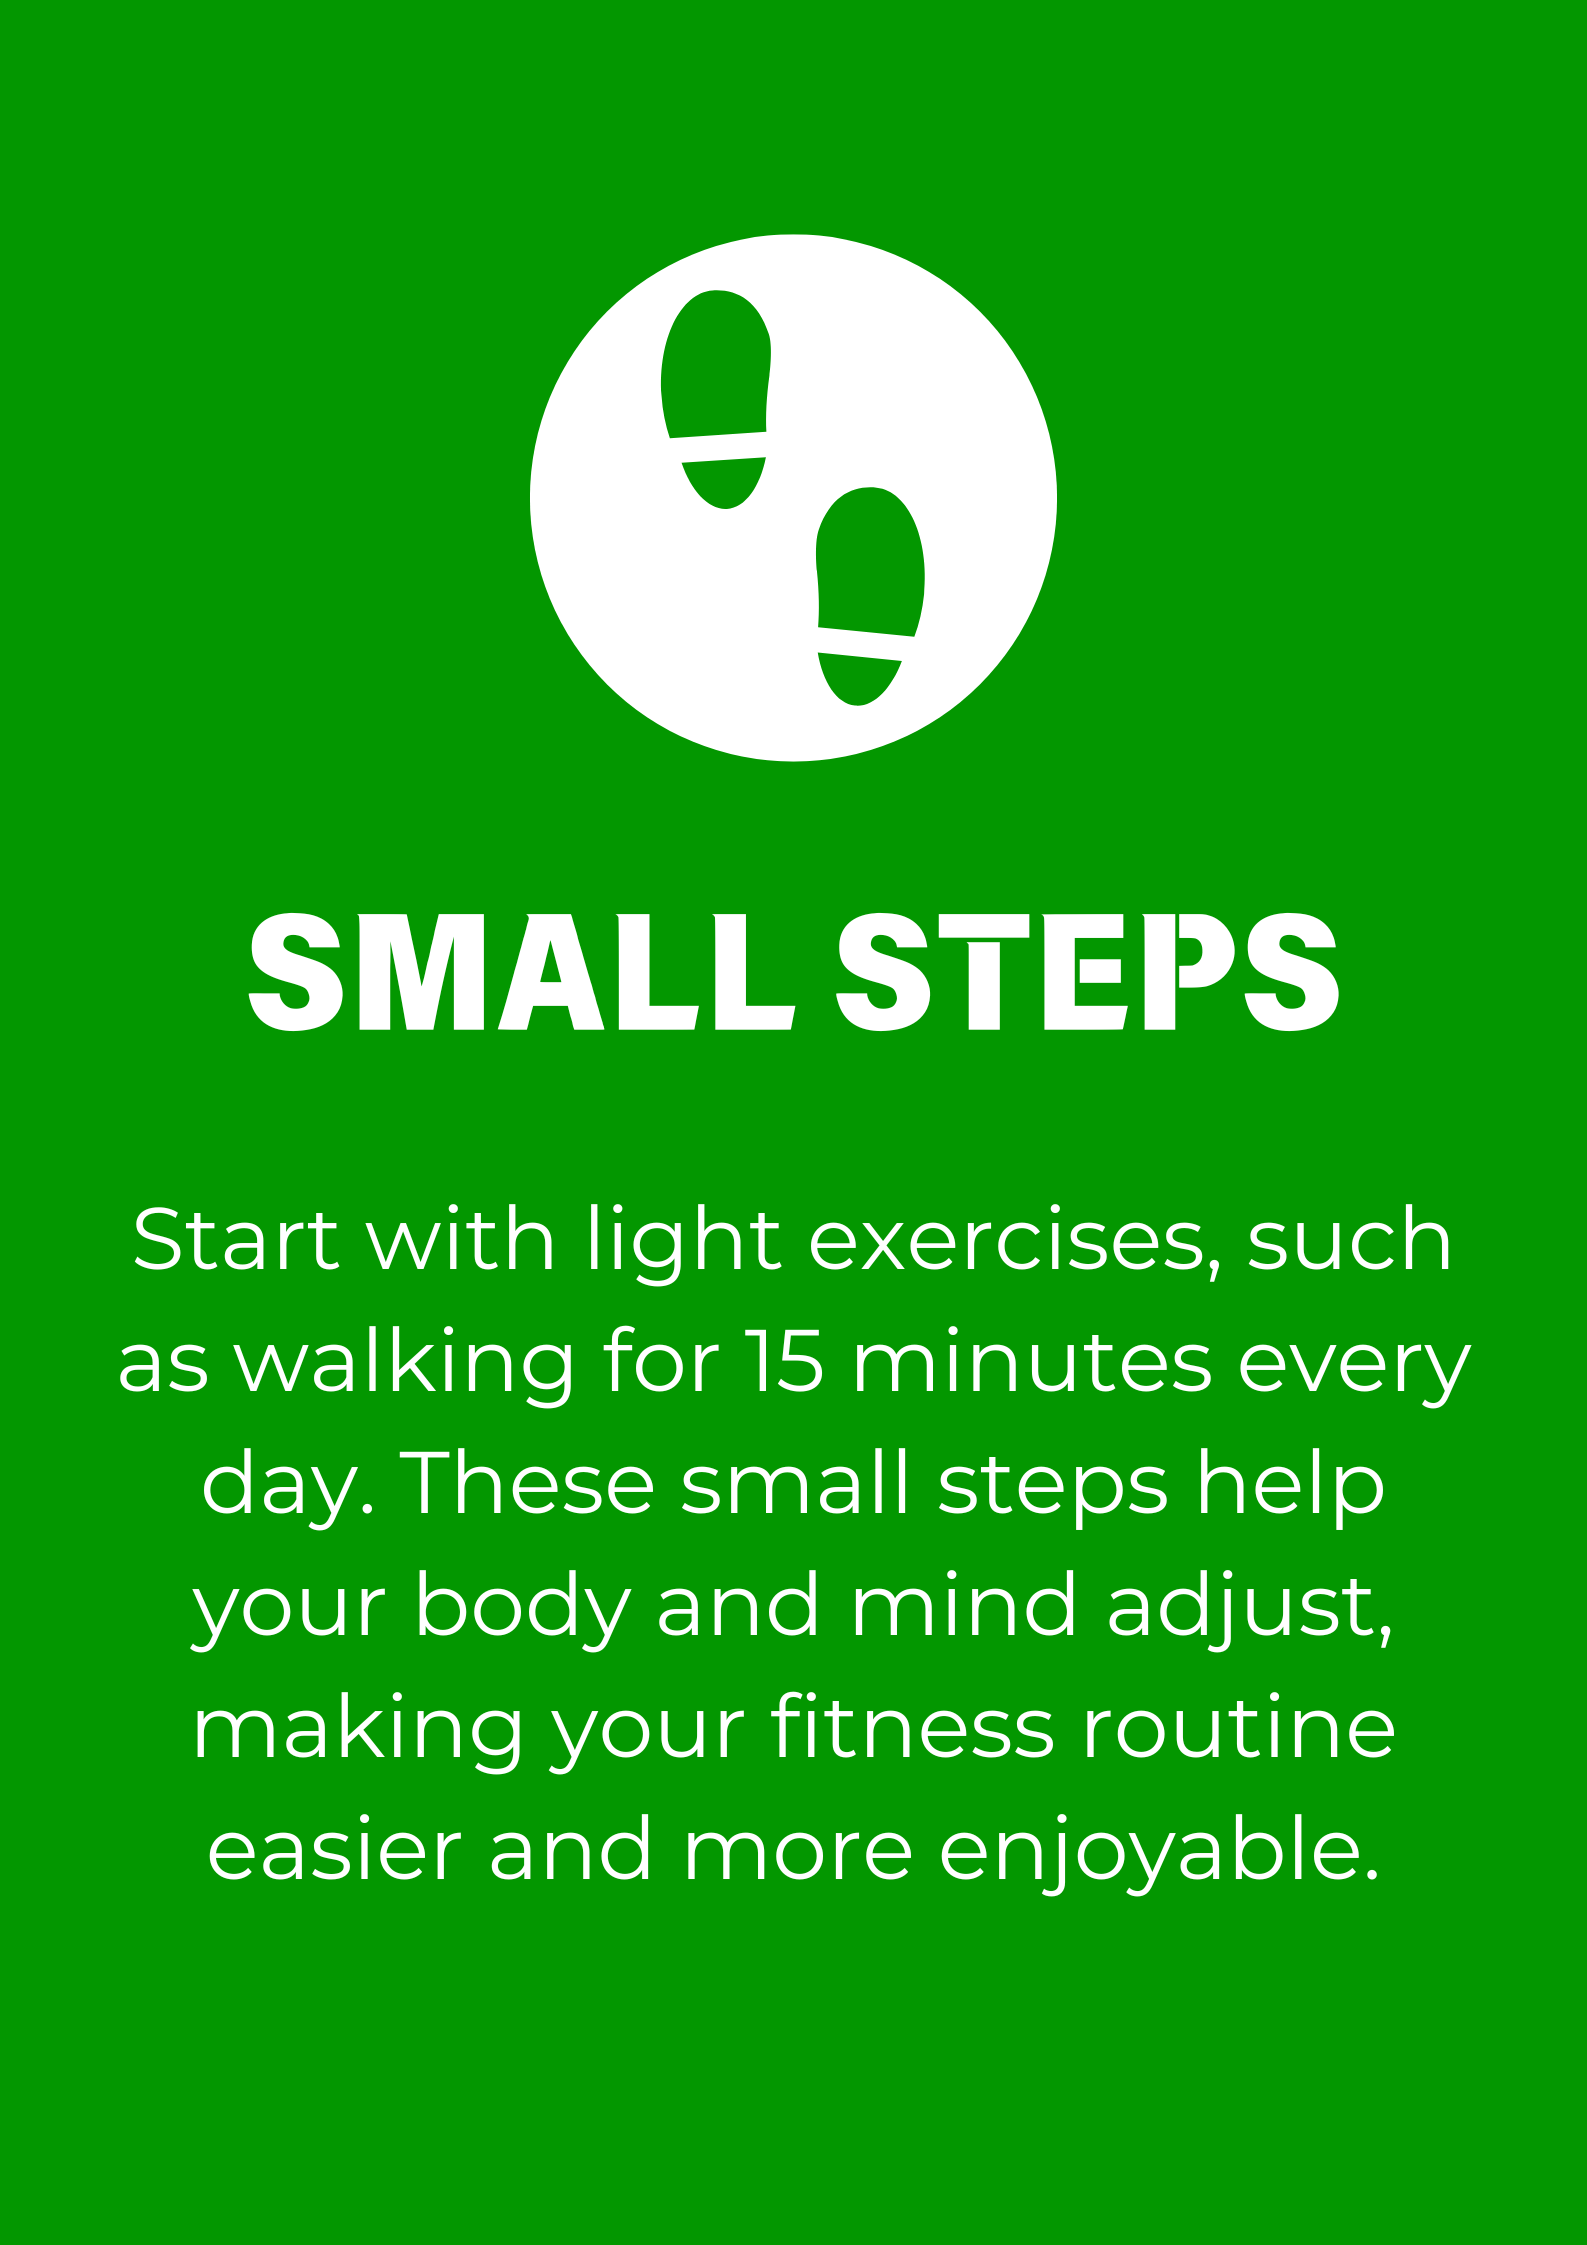 SMALL STEPS
Start with light exercises, such
as walking for 15 minutes every
day. These small steps help
your body and mind adjust,
making your fitness routine
easier and more enjoyable.